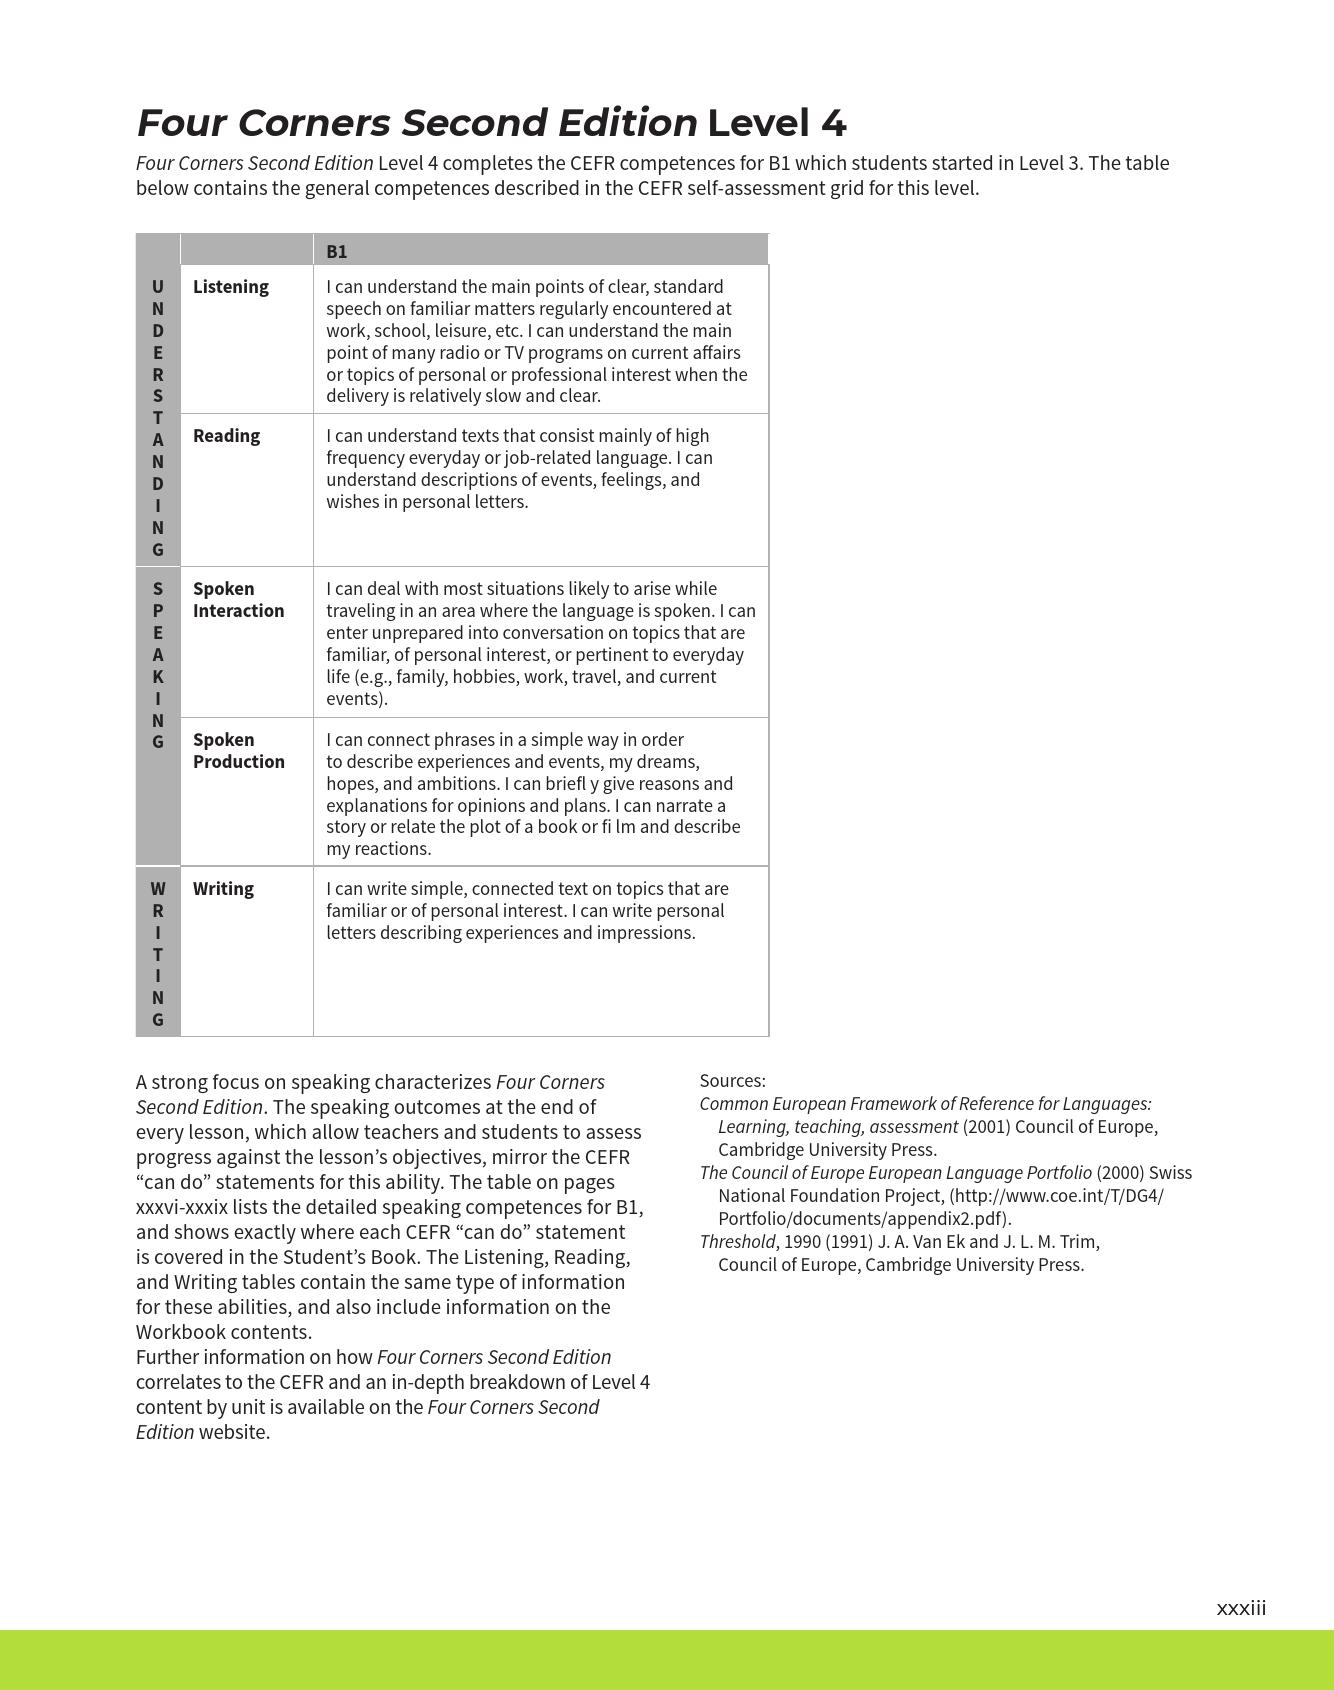 Four Corners Second Edition Level 4
Four Corners Second Edition Level 4 completes the CEFR competences for B1 which students started in Level 3. The table
below contains the general competences described in the CEFR self-assessment grid for this level.
B1
U
N
D
E
R
S
T
A
N
D
I
N
G
Listening
I can understand the main points of clear, standard
speech on familiar matters regularly encountered at
work, school, leisure, etc. I can understand the main
point of many radio or TV programs on current affairs
or topics of personal or professional interest when the
delivery is relatively slow and clear.
Reading
I can understand texts that consist mainly of high
frequency everyday or job-related language. I can
understand descriptions of events, feelings, and
wishes in personal letters.
S
P
E
A
K
I
N
G
Spoken
Interaction
I can deal with most situations likely to arise while
traveling in an area where the language is spoken. I can
enter unprepared into conversation on topics that are
familiar, of personal interest, or pertinent to everyday
life (e.g., family, hobbies, work, travel, and current
events).
Spoken
Production
I can connect phrases in a simple way in order
to describe experiences and events, my dreams,
hopes, and ambitions. I can briefl y give reasons and
explanations for opinions and plans. I can narrate a
story or relate the plot of a book or fi lm and describe
my reactions.
W
R
I
T
I
N
G
Writing
I can write simple, connected text on topics that are
familiar or of personal interest. I can write personal
letters describing experiences and impressions.
A strong focus on speaking characterizes Four Corners
Second Edition. The speaking outcomes at the end of
every lesson, which allow teachers and students to assess
progress against the lesson’s objectives, mirror the CEFR
“can do” statements for this ability. The table on pages
xxxvi-xxxix lists the detailed speaking competences for B1,
and shows exactly where each CEFR “can do” statement
is covered in the Student’s Book. The Listening, Reading,
and Writing tables contain the same type of information
for these abilities, and also include information on the
Workbook contents.
Further information on how Four Corners Second Edition
correlates to the CEFR and an in-depth breakdown of Level 4
content by unit is available on the Four Corners Second
Edition website.
Sources:
Common European Framework of Reference for Languages:
Learning, teaching, assessment (2001) Council of Europe,
Cambridge University Press.
The Council of Europe European Language Portfolio (2000) Swiss
National Foundation Project, (http://www.coe.int/T/DG4/
Portfolio/documents/appendix2.pdf).
Threshold, 1990 (1991) J. A. Van Ek and J. L. M. Trim,
Council of Europe, Cambridge University Press.
xxxiii